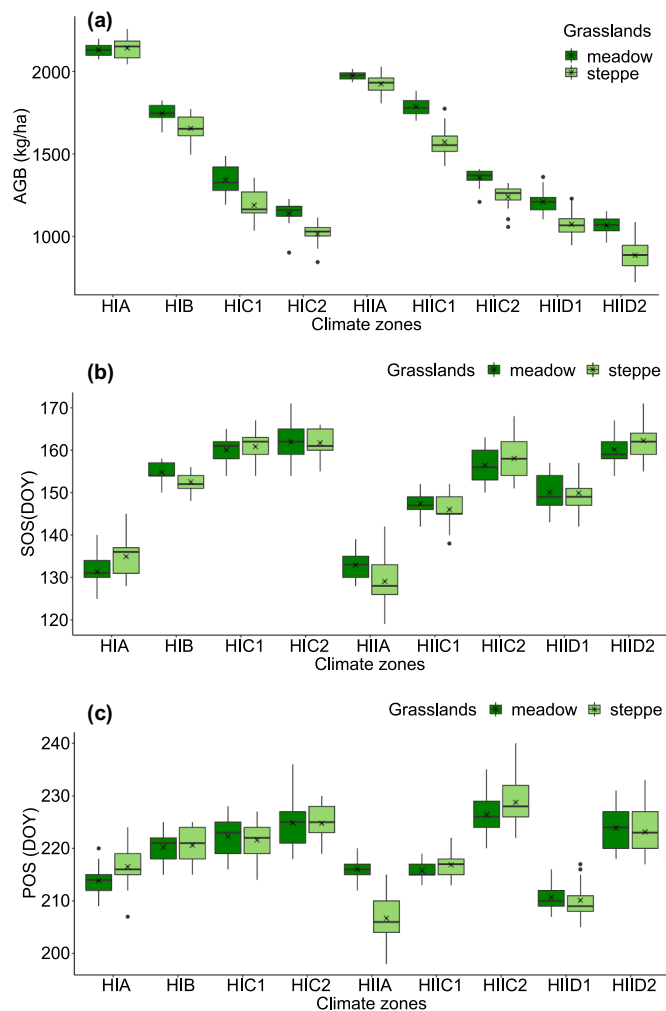 (a)
Grasslands
meadow
steppe
AGB (kg/ha)
2000
1500
1000
HIA HIB HIC1 HIC2 HIIA HIIC1 HIIC2 HIID1 HIID2
Climate zones
(b)
Grasslands meadow steppe
SOS(DOY)
170
160
150
140
130
120
HIA HIB HIC1 HIC2 HIIA HIIC1 HIIC2 HIID1 HIID2
Climate zones
(c)
Grasslands meadow steppe
POS (DOY)
240
230
220
210
200
HIA HIB HIC1 HIC2 HIIA HIIC1 HIIC2 HIID1 HIID2
Climate zones